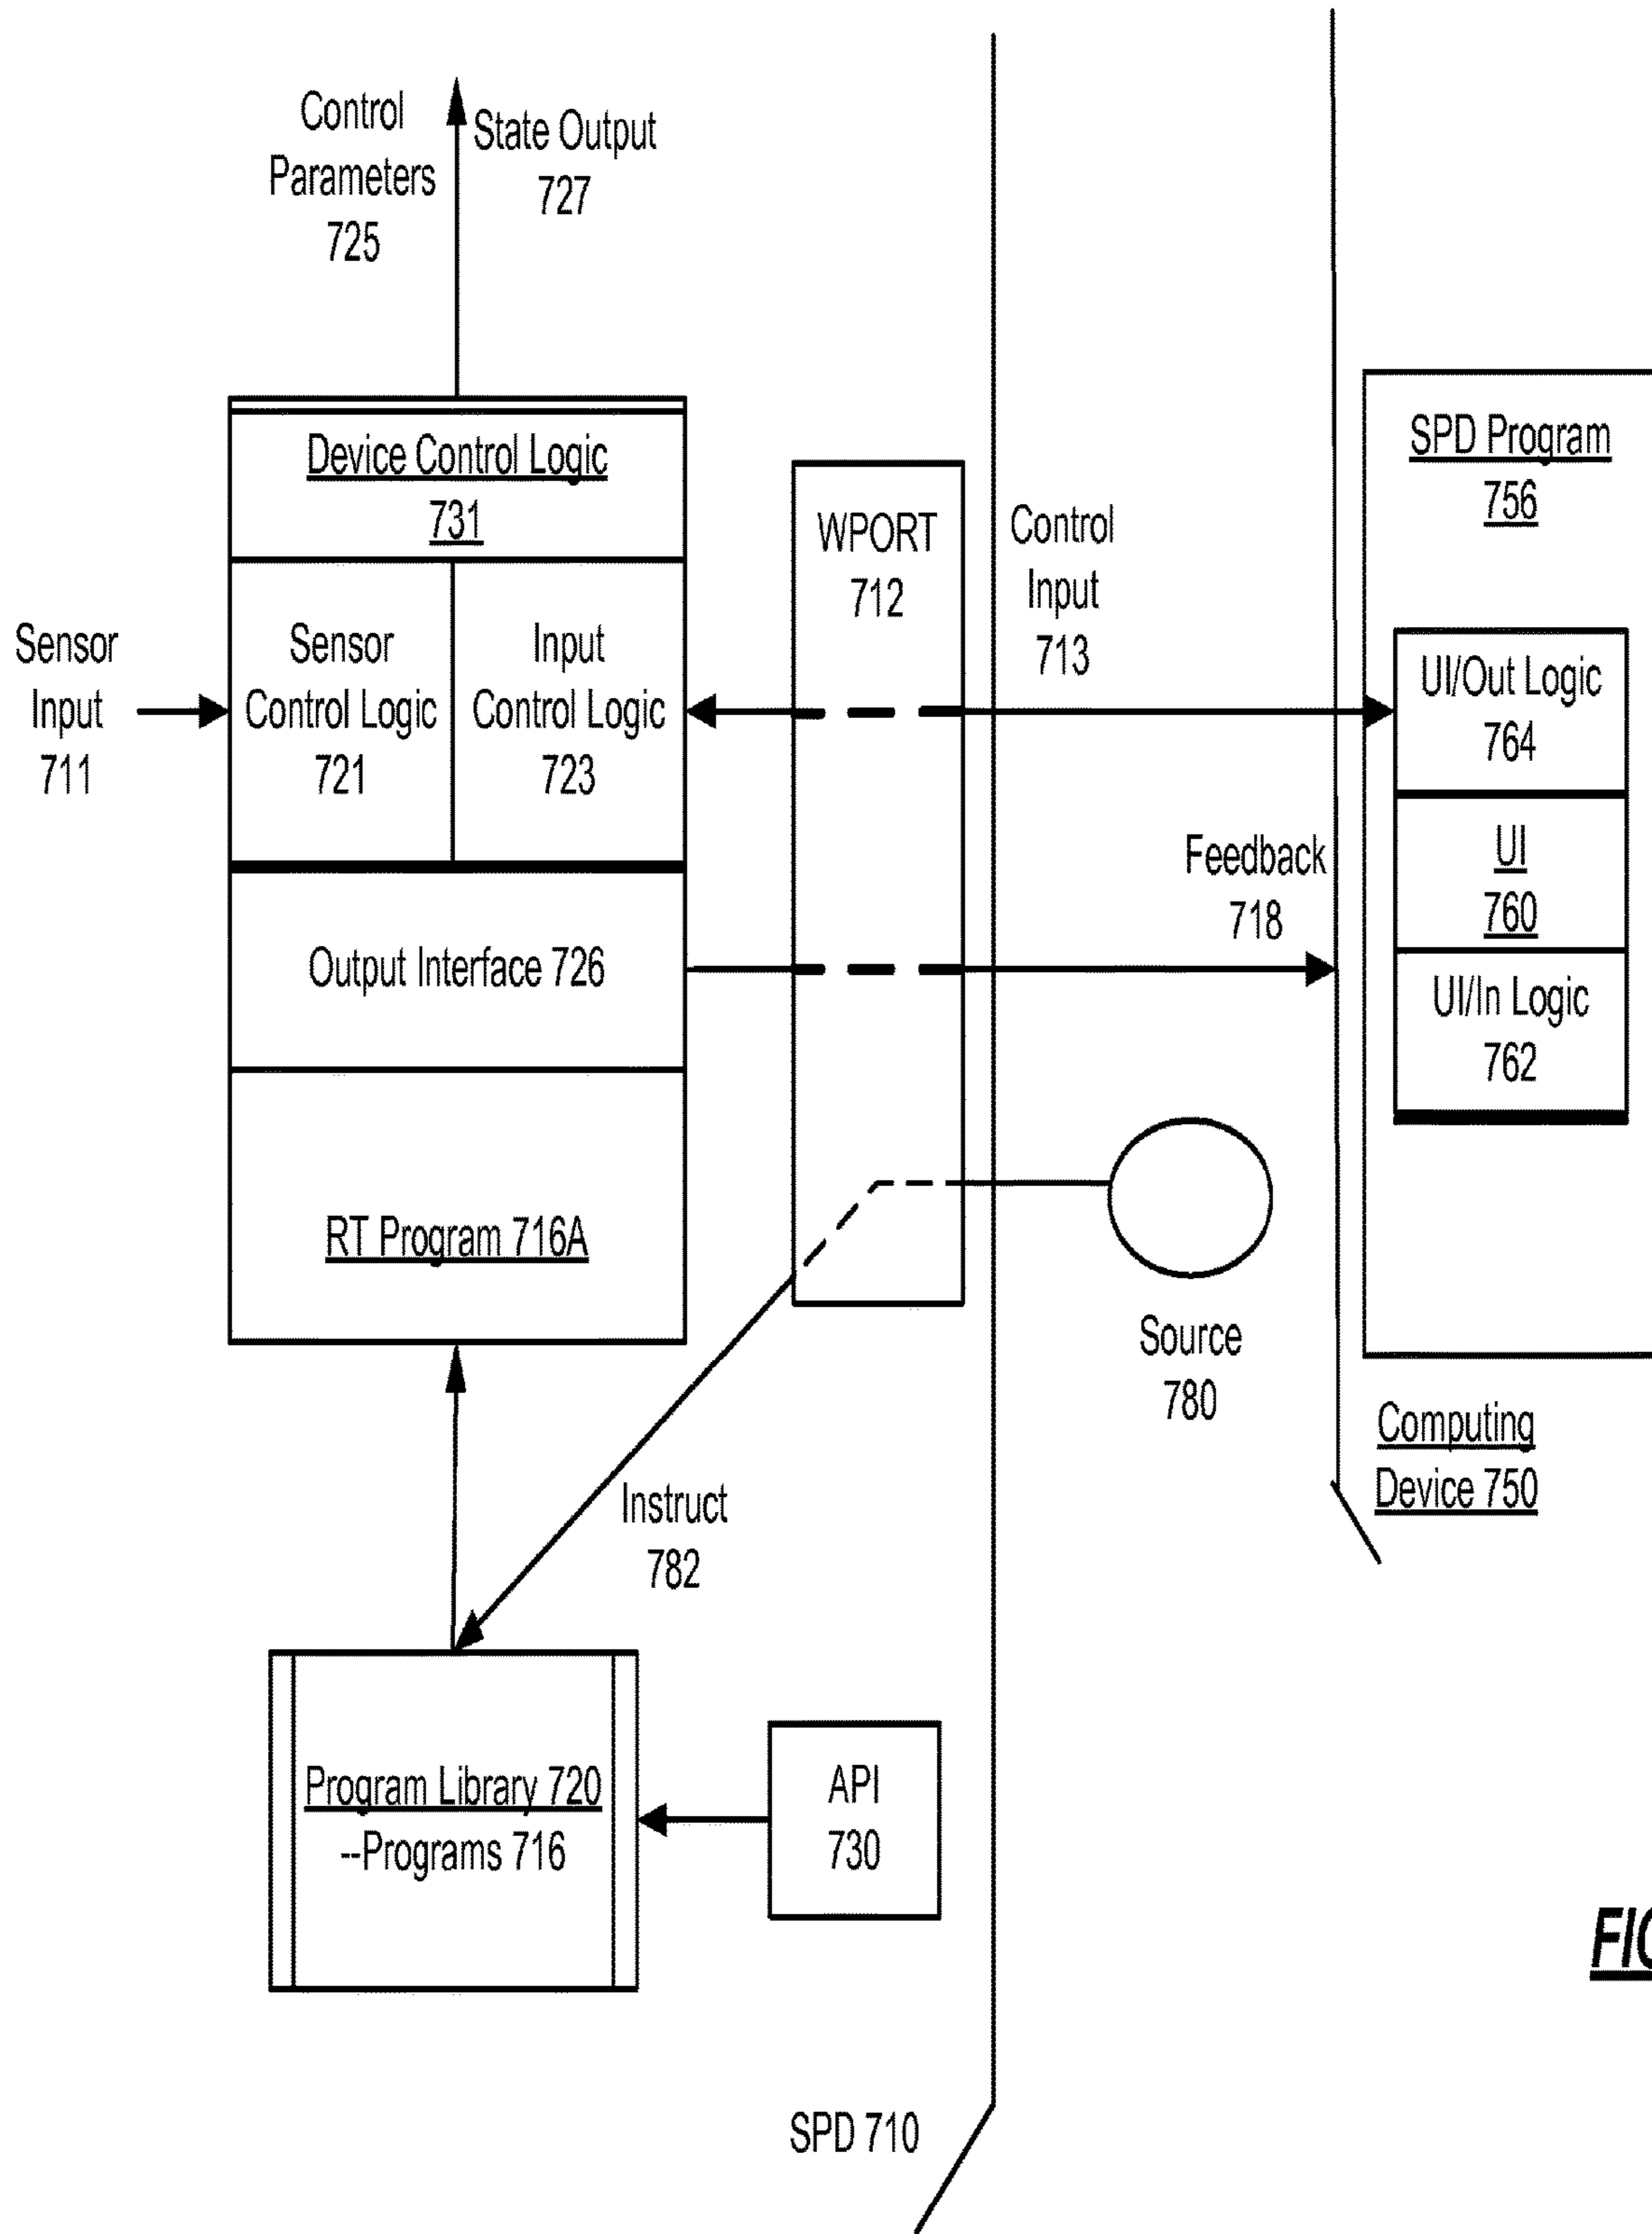 Control
Parameters
725
State Output
727
Device Control Logic
731
Sensor
Input
711
Sensor
Control Logic
721
Input
Control Logic
723
WPORT
712
Control
Input
713
SPD Program
756
UI/Out Logic
764
UI
760
UI/In Logic
762
Feedback
718
Output Interface 726
RT Program 716A
Source
780
Computing
Device 750
Instruct
782
Program Library 720
--Programs 716
API
730
SPD 710